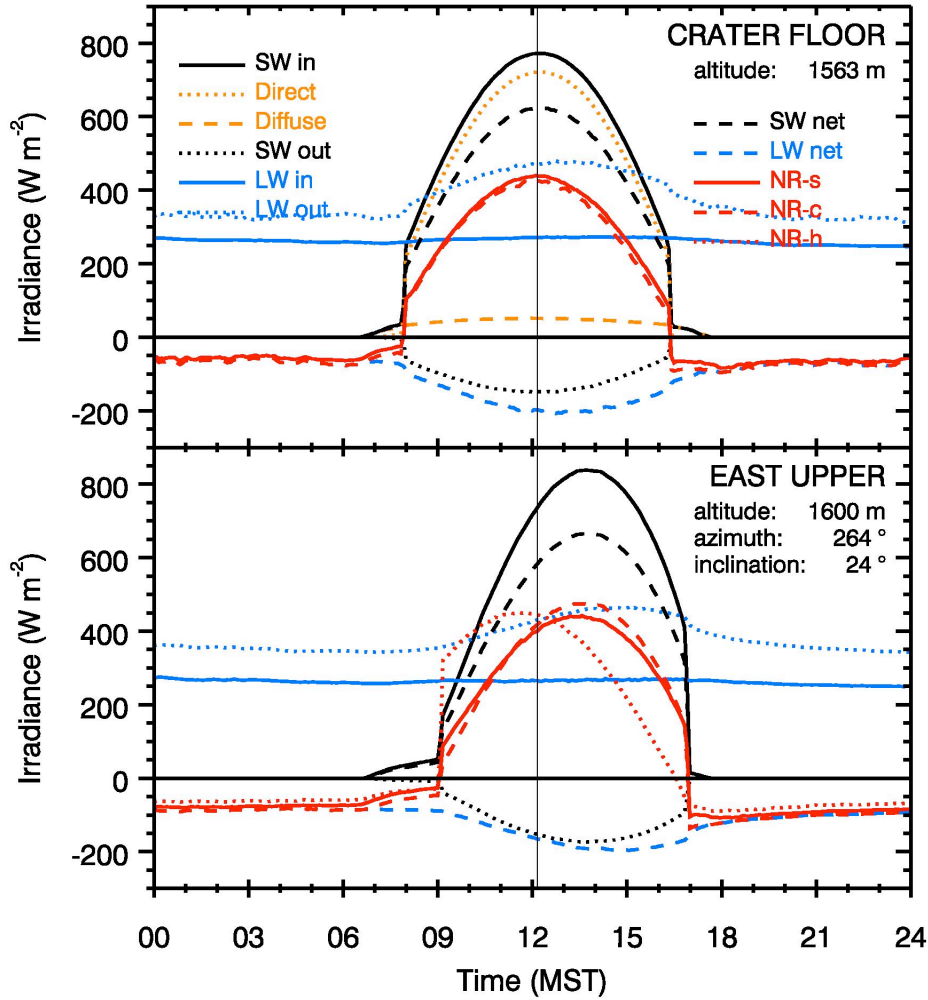 CRATER FLOOR
altitude: 1563 m
SW in
Direct
Diffuse
SW out
LW in
LW out
SW net
LW net
NR-s
NR-c
NR-h
800
600
400
200
0
-200
Irradiance (W m-2)
EAST UPPER
altitude: 1600 m
azimuth: 264 °
inclination: 24 °
800
600
400
200
0
-200
Irradiance (W m-2)
00 03 06 09 12 15 18 21 24
Time (MST)